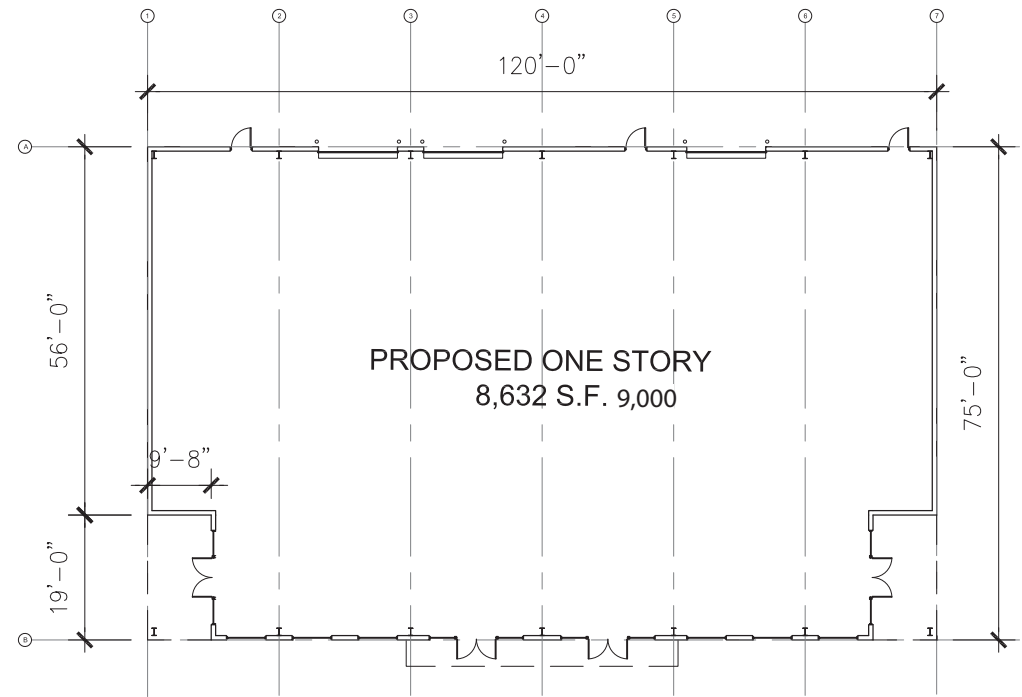 1 2 3 4 5 6 7
120'-0"
A
56'-0"
PROPOSED ONE STORY
8,632 S.F. 9,000
75'-0"
9'-8"
19'-0"
B